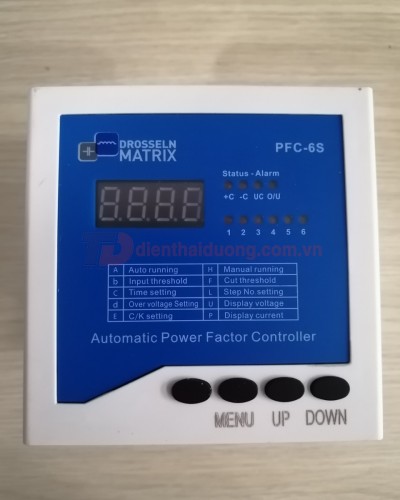 DROSSELN
MATRIX
PFC-6S
Status - Alarm
+C -C UC O/U
8.8.8.8.
1 2 3 4 5 6
dienthaiduong.com.vn
A Auto running H Manual running
b Input threshold F Cut threshold
C Time setting L Step No setting
d Over voltage Setting U Display voltage
E C/K setting P Display current
Automatic Power Factor Controller
MENU UP DOWN